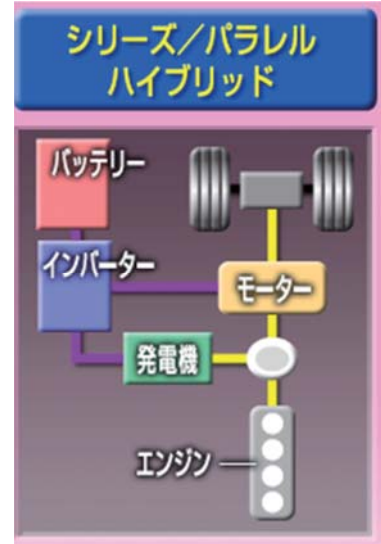 シリーズ／パラレル
ハイブリッド
バッテリー
インバーター
モーター
発電機
エンジン